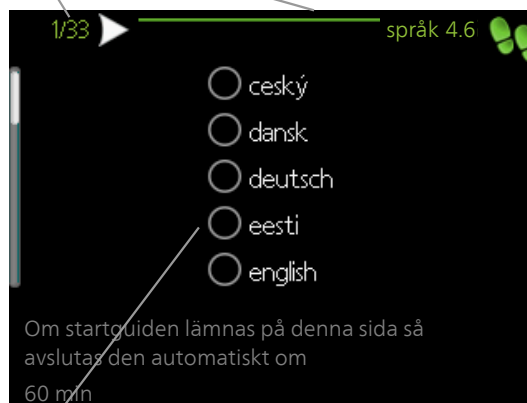 1/33 språk 4.6
ceský
dansk
deutsch
eesti
english
Om startguiden lämnas på denna sida så
avslutas den automatiskt om
60 min